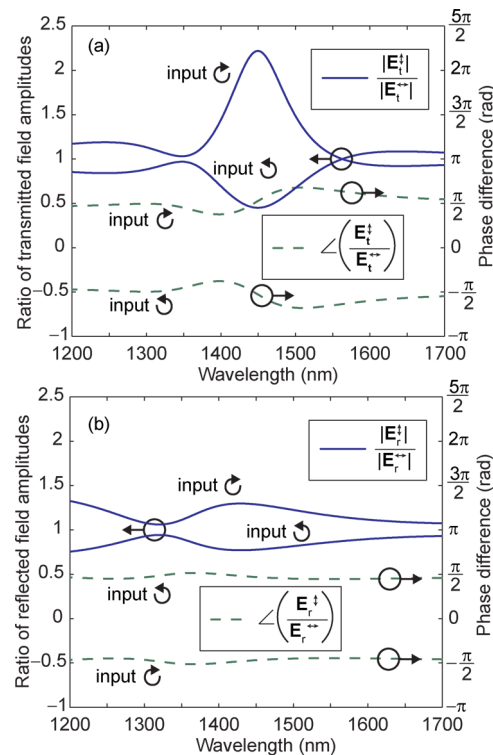 (a)
Ratio of transmitted field amplitudes
2.5
2
1.5
1
0.5
0
−0.5
−1
input ↻
|E_t^↕|
|E_t^↔|
input ↺
input ↻
∠(E_t^↕ / E_t^↔)
input ↺
5π/2
2π
3π/2
π
π/2
0
−π/2
−π
Phase difference (rad)
1200 1300 1400 1500 1600 1700
Wavelength (nm)
(b)
Ratio of reflected field amplitudes
2.5
2
1.5
1
0.5
0
−0.5
−1
|E_r^↕|
|E_r^↔|
input ↻
input ↺
input ↺
∠(E_r^↕ / E_r^↔)
input ↻
5π/2
2π
3π/2
π
π/2
0
−π/2
−π
Phase difference (rad)
1200 1300 1400 1500 1600 1700
Wavelength (nm)